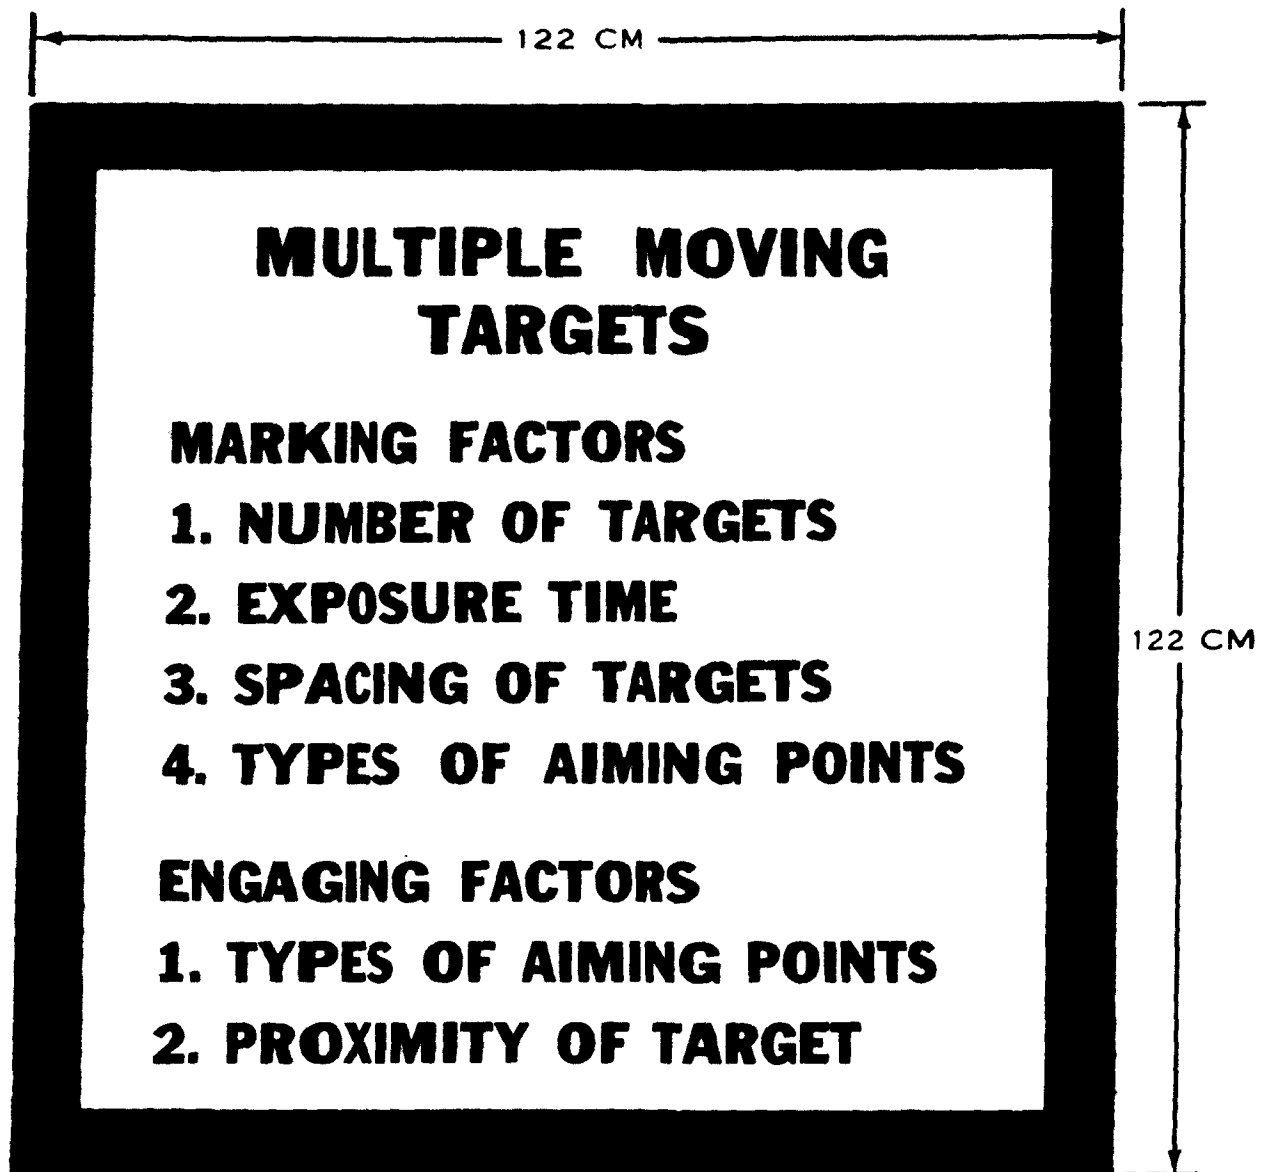 122 CM
MULTIPLE MOVING
TARGETS
MARKING FACTORS
1. NUMBER OF TARGETS
2. EXPOSURE TIME
3. SPACING OF TARGETS
122 CM
4. TYPES OF AIMING POINTS
ENGAGING FACTORS
1. TYPES OF AIMING POINTS
2. PROXIMITY OF TARGET